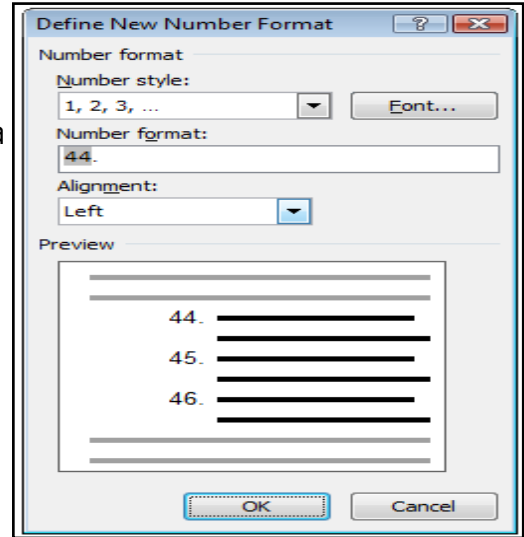 Define New Number Format
Number format
Number style:
1, 2, 3, ...
Font...
a
Number format:
44.
Alignment:
Left
Preview
44.
45.
46.
OK
Cancel